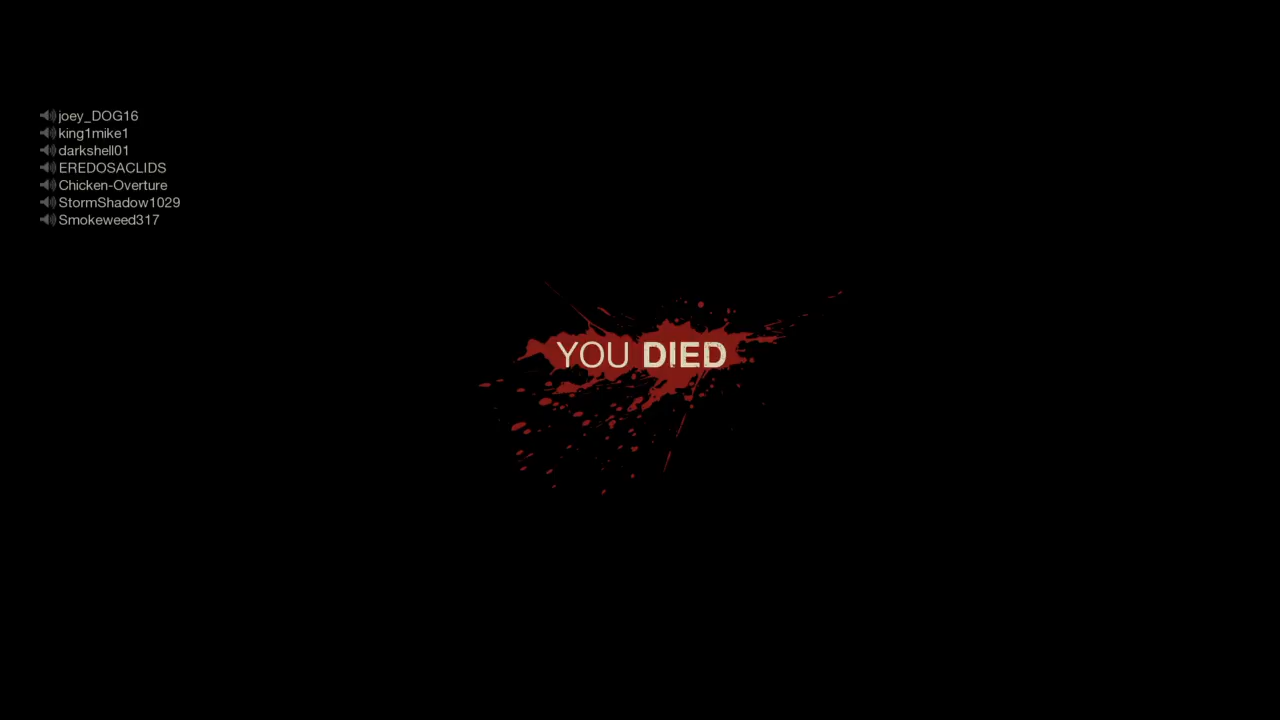 joey_DOG16
king1mike1
darkshell01
EREDOSACLIDS
Chicken-Overture
StormShadow1029
Smokeweed317
YOU DIED